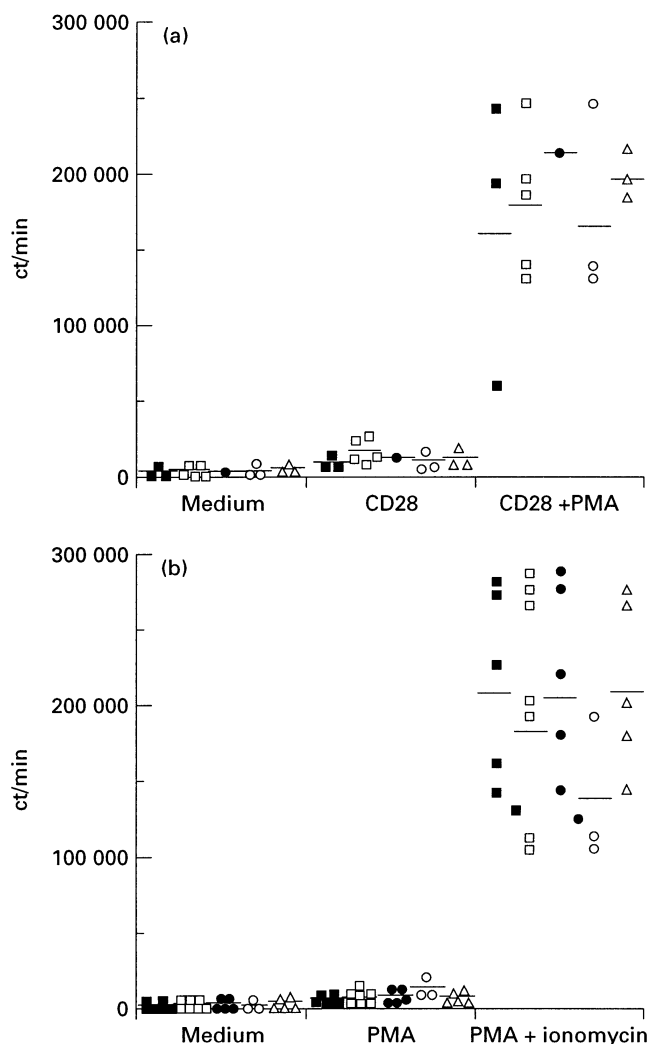 300 000
(a)
200 000
ct/min
100 000
0
Medium
CD28
CD28 +PMA
300 000
(b)
200 000
ct/min
100 000
0
Medium
PMA
PMA + ionomycin